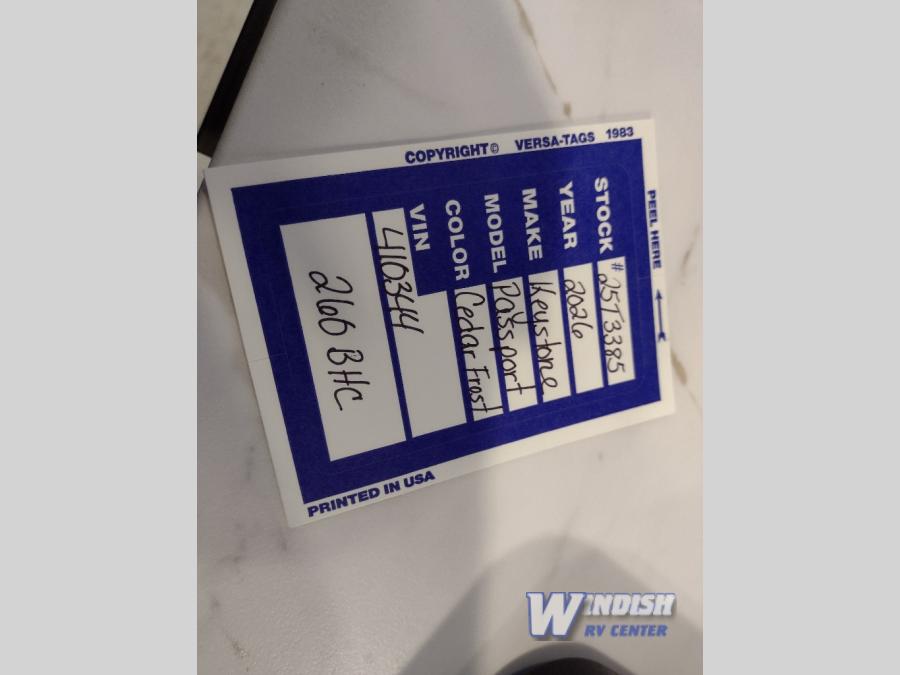 COPYRIGHT© VERSA-TAGS 1983
PEEL HERE
STOCK # 25T3385
YEAR 2026
MAKE Keystone
MODEL Passport
COLOR Cedar Frost
VIN 410344
266 BHC
PRINTED IN USA
WINDISH
RV CENTER